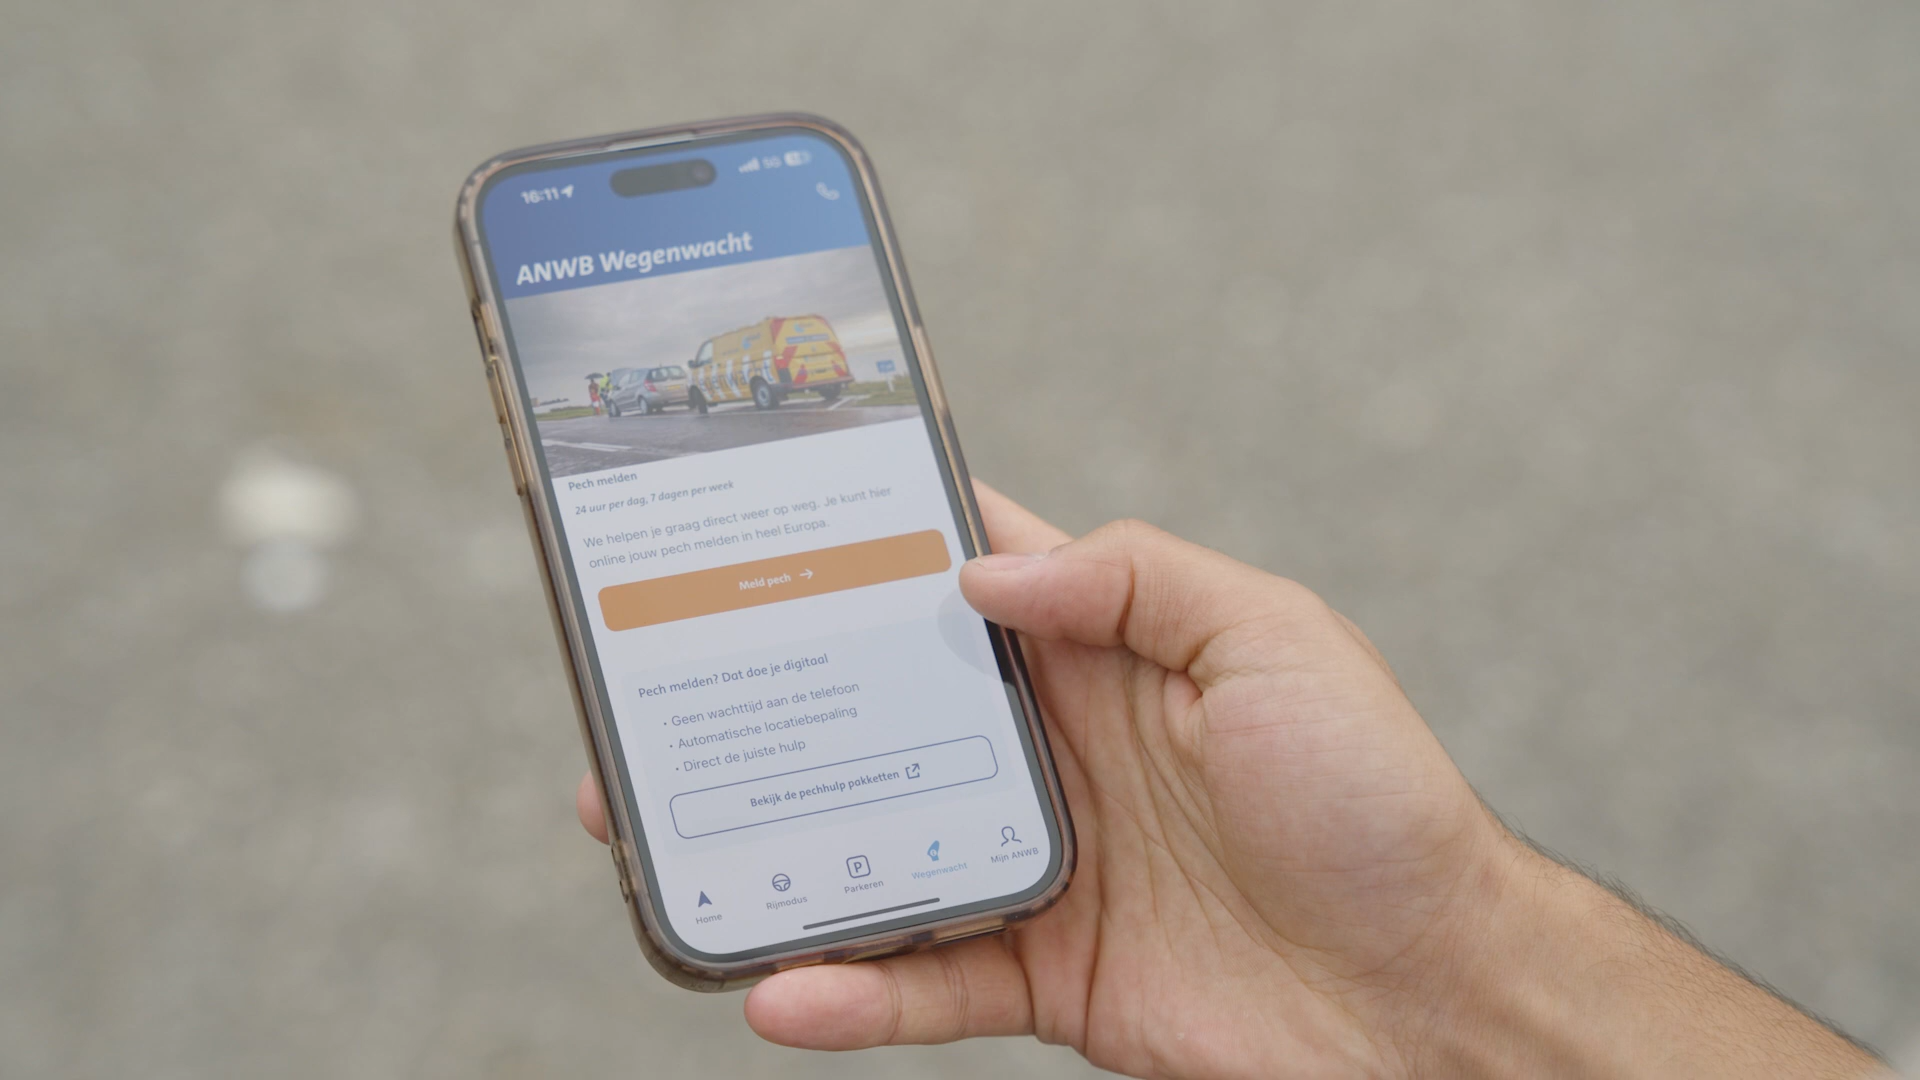 16:11
5G
ANWB Wegenwacht
Pech melden
24 uur per dag, 7 dagen per week
We helpen je graag direct weer op weg. Je kunt hier
online jouw pech melden in heel Europa.
Meld pech →
Pech melden? Dat doe je digitaal
• Geen wachttijd aan de telefoon
• Automatische locatiebepaling
• Direct de juiste hulp
Bekijk de pechhulp pakketten
Home
Rijmodus
P
Parkeren
Wegenwacht
Mijn ANWB